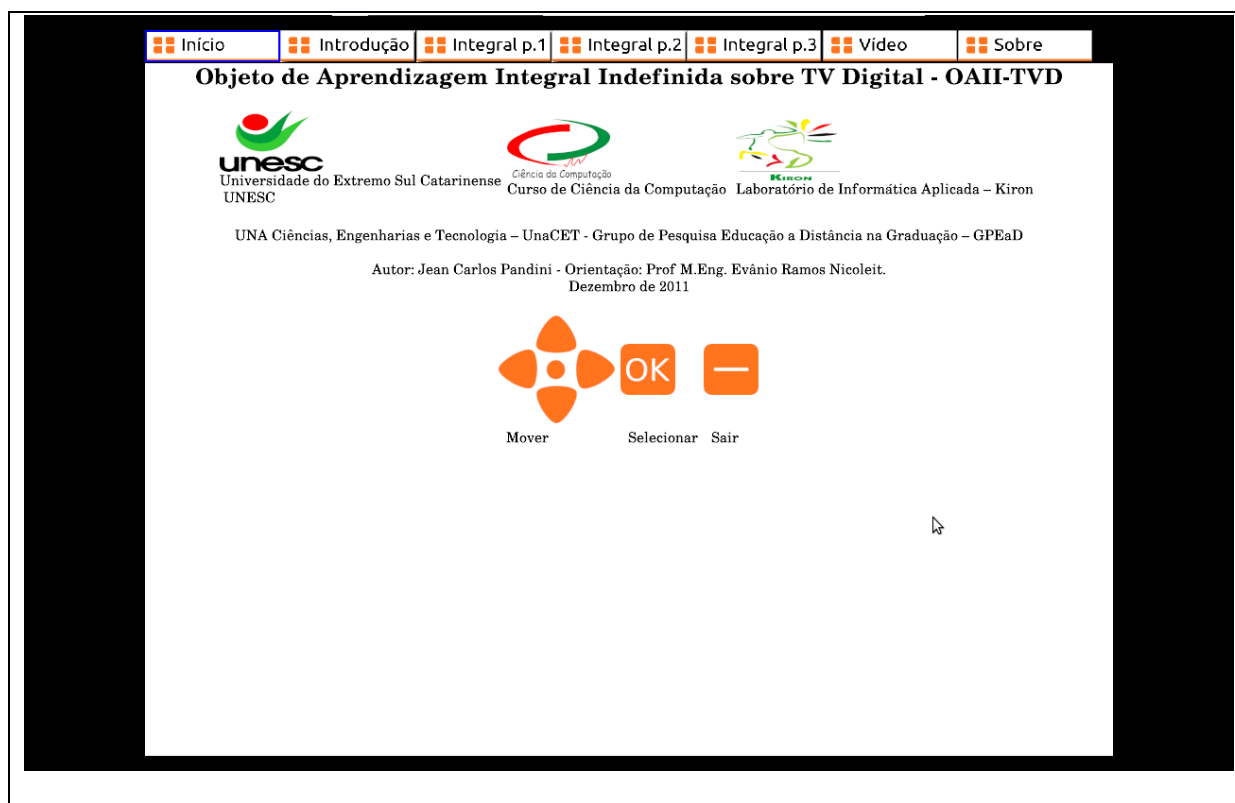 Início Introdução Integral p.1 Integral p.2 Integral p.3 Vídeo Sobre
Objeto de Aprendizagem Integral Indefinida sobre TV Digital - OAII-TVD
unesc
Universidade do Extremo Sul Catarinense
UNESC
Ciência da Computação
Curso de Ciência da Computação
KIRON
Laboratório de Informática Aplicada – Kiron
UNA Ciências, Engenharias e Tecnologia – UnaCET - Grupo de Pesquisa Educação a Distância na Graduação – GPEaD
Autor: Jean Carlos Pandini - Orientação: Prof M.Eng. Evânio Ramos Nicoleit.
Dezembro de 2011
OK
Mover Selecionar Sair